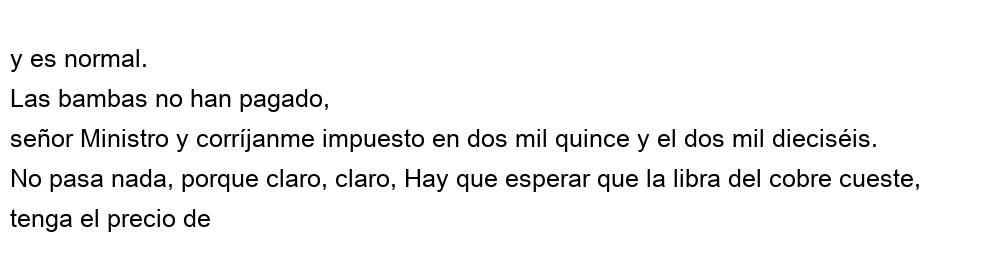 y es normal.
Las bambas no han pagado,
señor Ministro y corríjanme impuesto en dos mil quince y el dos mil dieciséis.
No pasa nada, porque claro, claro, Hay que esperar que la libra del cobre cueste,
tenga el precio de